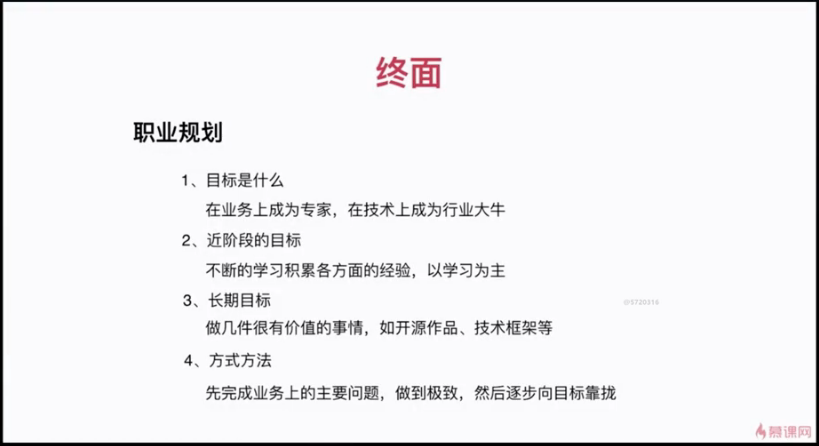 终面
职业规划
1、目标是什么
在业务上成为专家，在技术上成为行业大牛
2、近阶段的目标
不断的学习积累各方面的经验，以学习为主
3、长期目标
@5720316
做几件很有价值的事情，如开源作品、技术框架等
4、方式方法
先完成业务上的主要问题，做到极致，然后逐步向目标靠拢
慕课网